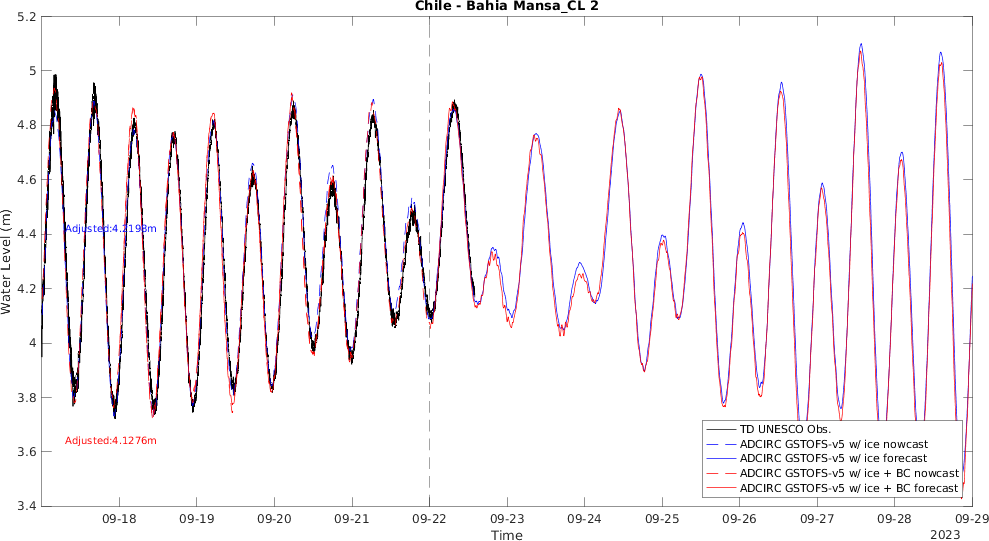 Chile - Bahia Mansa_CL 2
Water Level (m)
5.2
5
4.8
4.6
4.4
4.2
4
3.8
3.6
3.4
Adjusted:4.2198m
Adjusted:4.1276m
TD UNESCO Obs.
ADCIRC GSTOFS-v5 w/ ice nowcast
ADCIRC GSTOFS-v5 w/ ice forecast
ADCIRC GSTOFS-v5 w/ ice + BC nowcast
ADCIRC GSTOFS-v5 w/ ice + BC forecast
09-18 09-19 09-20 09-21 09-22 09-23 09-24 09-25 09-26 09-27 09-28 09-29
Time
2023